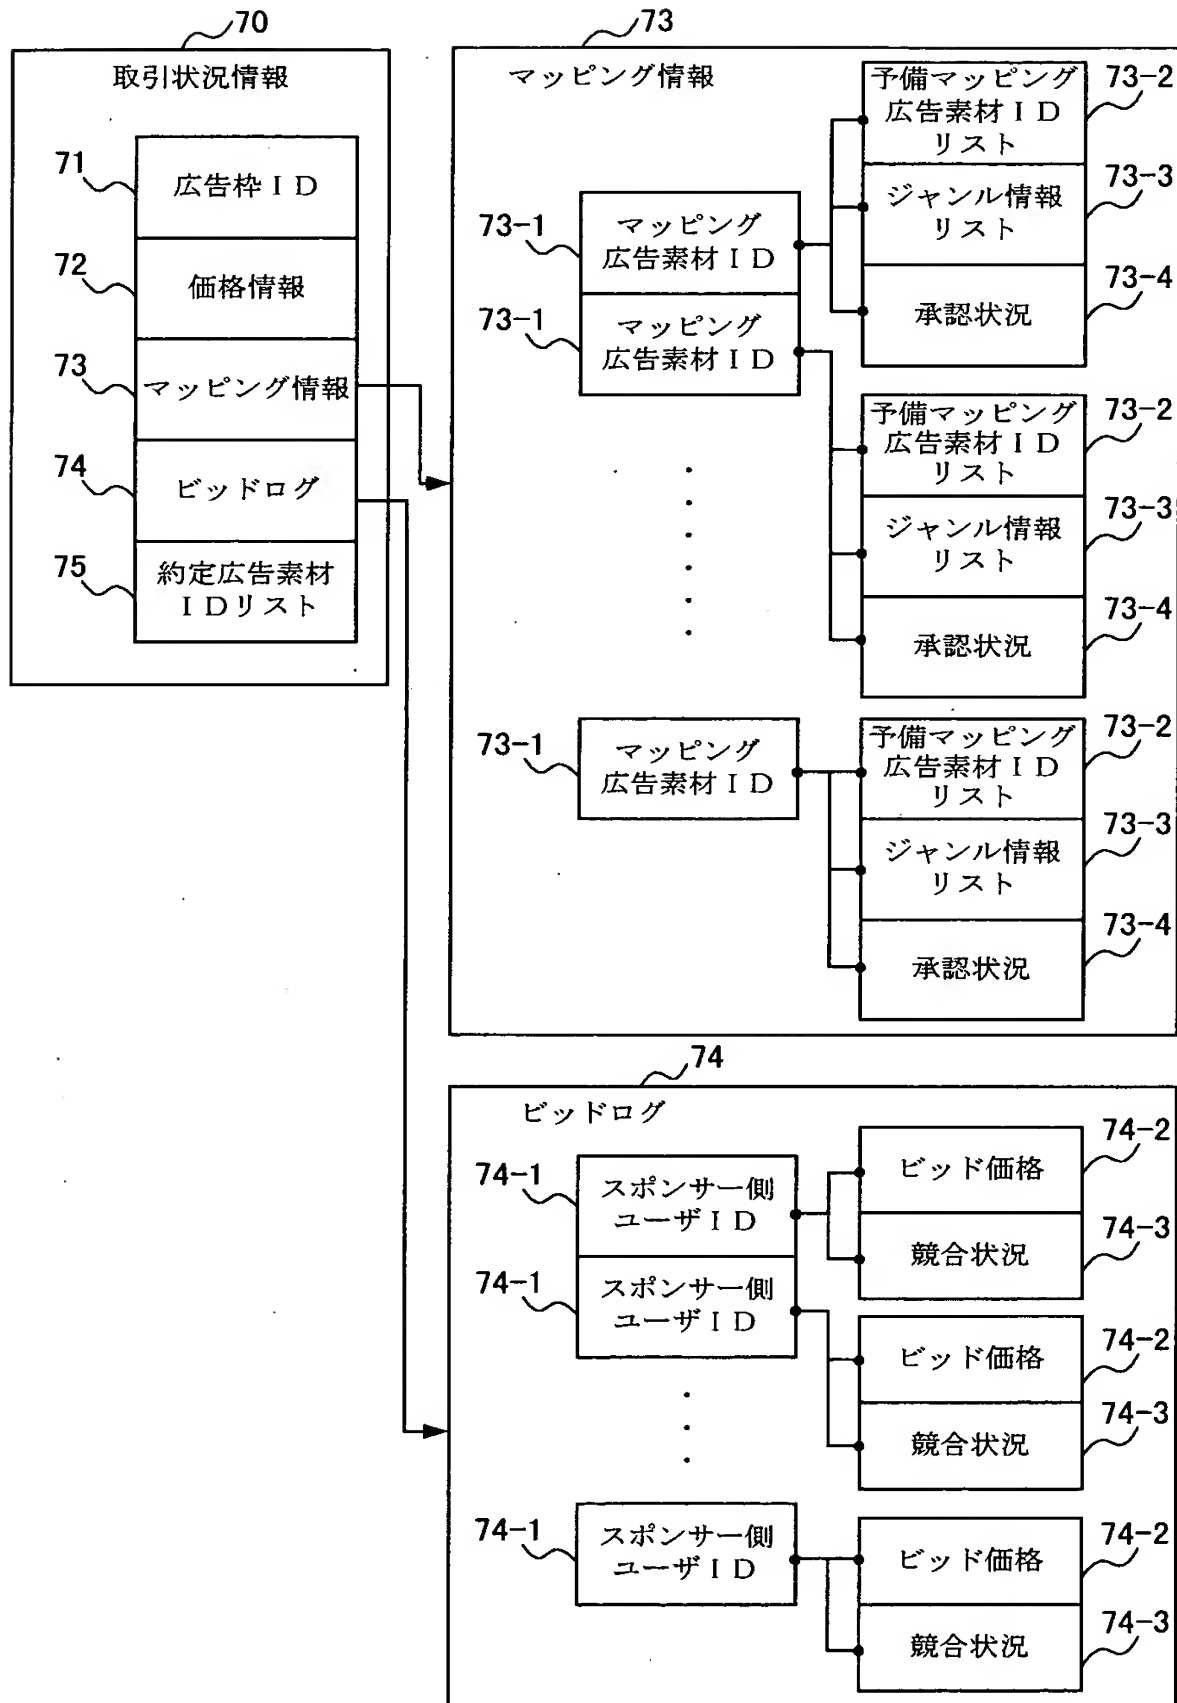 70
取引状況情報
71
広告枠ＩＤ
72
価格情報
73
マッピング情報
74
ビッドログ
75
約定広告素材
ＩＤリスト
73
マッピング情報
73-1
マッピング
広告素材ＩＤ
73-2
予備マッピング
広告素材ＩＤ
リスト
73-3
ジャンル情報
リスト
73-4
承認状況
73-1
マッピング
広告素材ＩＤ
73-2
予備マッピング
広告素材ＩＤ
リスト
73-3
ジャンル情報
リスト
73-4
承認状況
73-1
マッピング
広告素材ＩＤ
73-2
予備マッピング
広告素材ＩＤ
リスト
73-3
ジャンル情報
リスト
73-4
承認状況
74
ビッドログ
74-1
スポンサー側
ユーザＩＤ
74-2
ビッド価格
74-3
競合状況
74-1
スポンサー側
ユーザＩＤ
74-2
ビッド価格
74-3
競合状況
74-1
スポンサー側
ユーザＩＤ
74-2
ビッド価格
74-3
競合状況